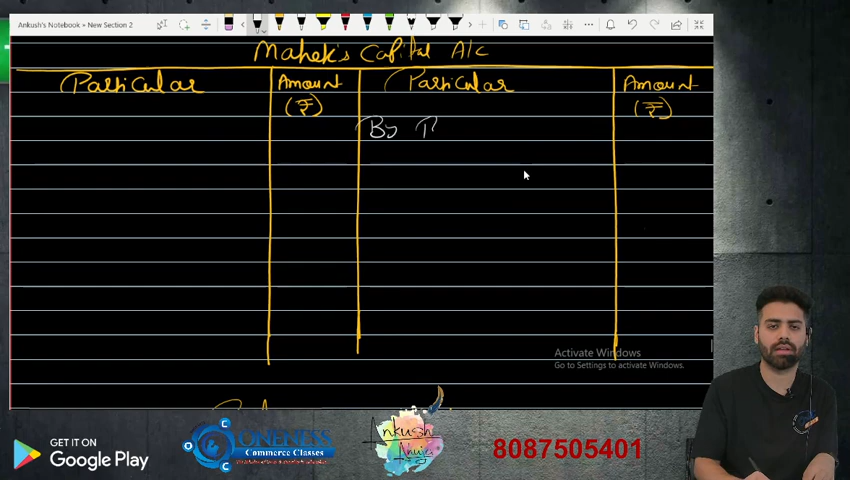 Ankush's Notebook » New Section 2
Mahek's Capital A/c
Particular Amount (₹) Particular Amount (₹)
By
Activate Windows
Go to Settings to activate Windows.
GET IT ON
Google Play
ONENESS
Commerce Classes
Ankush
Ahuja
8087505401